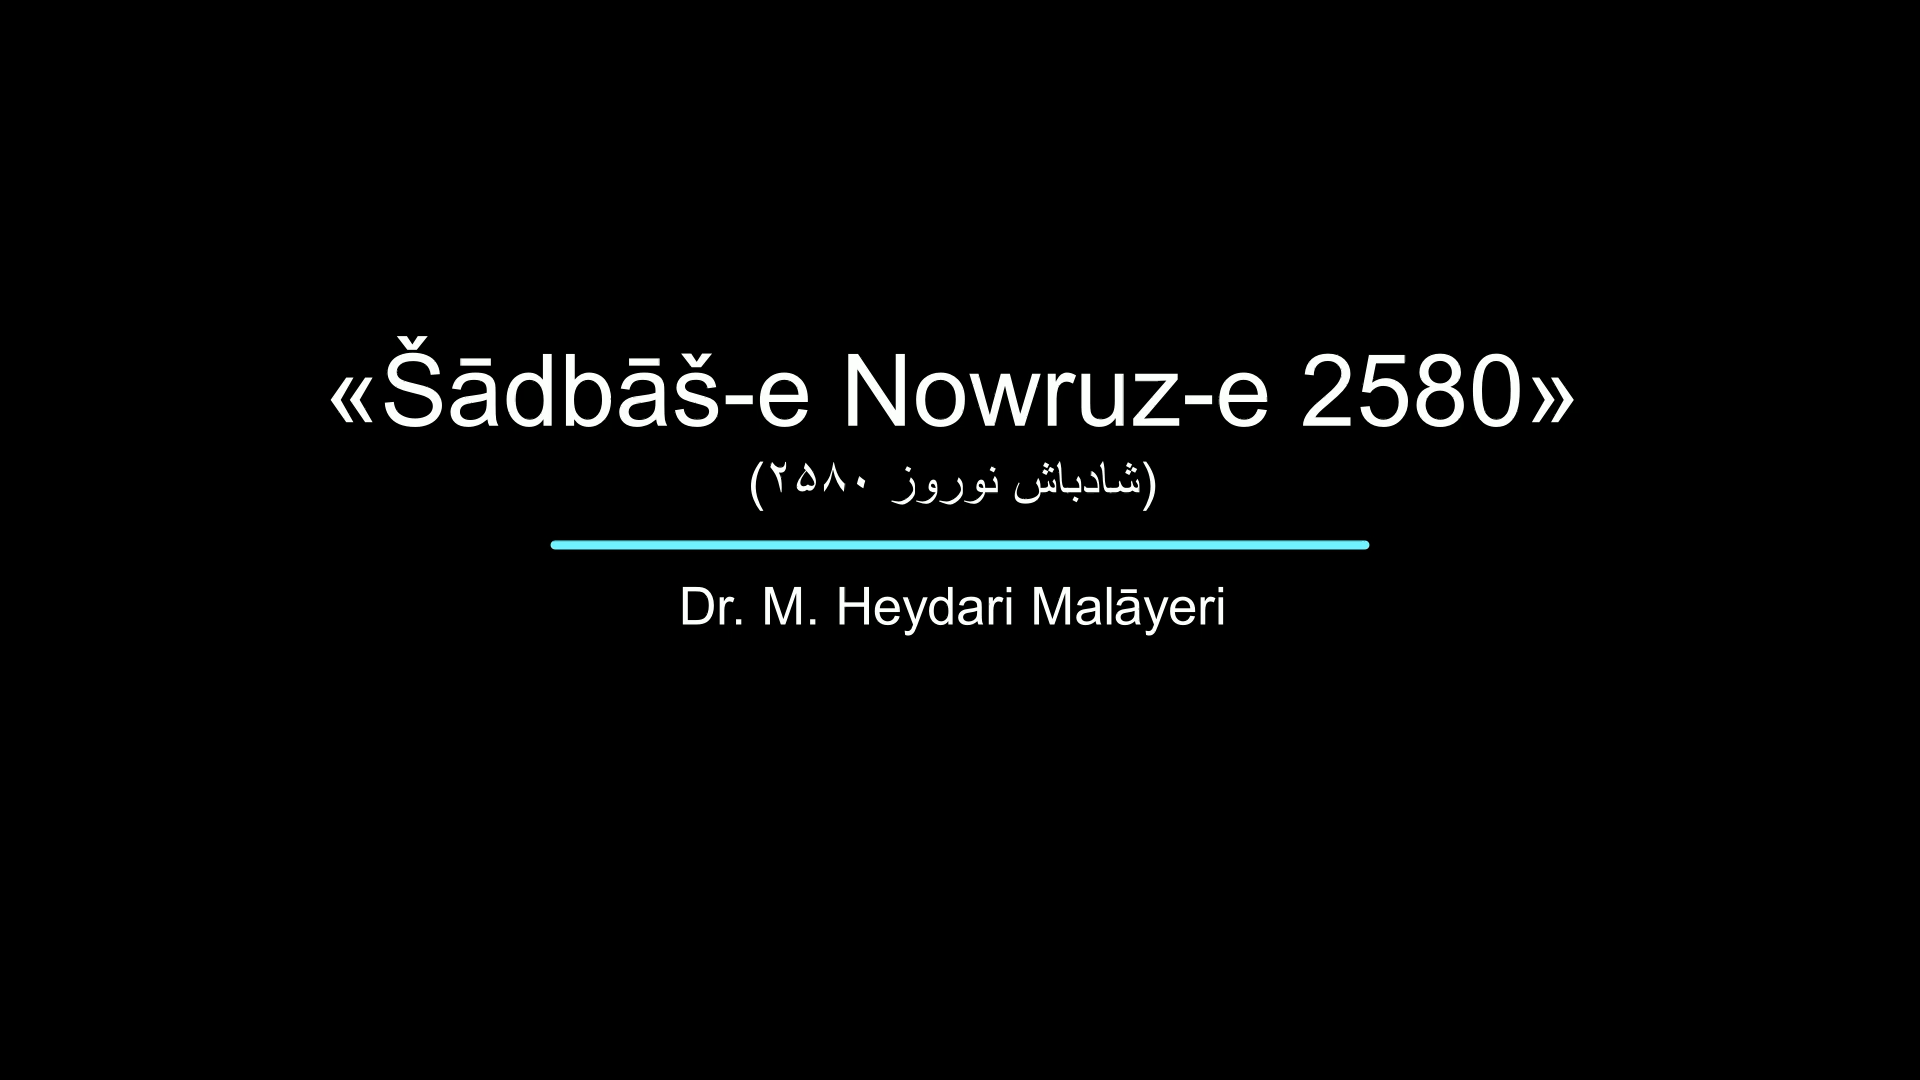 «Šādbāš-e Nowruz-e 2580»
(شادباش نوروز ۲۵۸۰)
Dr. M. Heydari Malāyeri